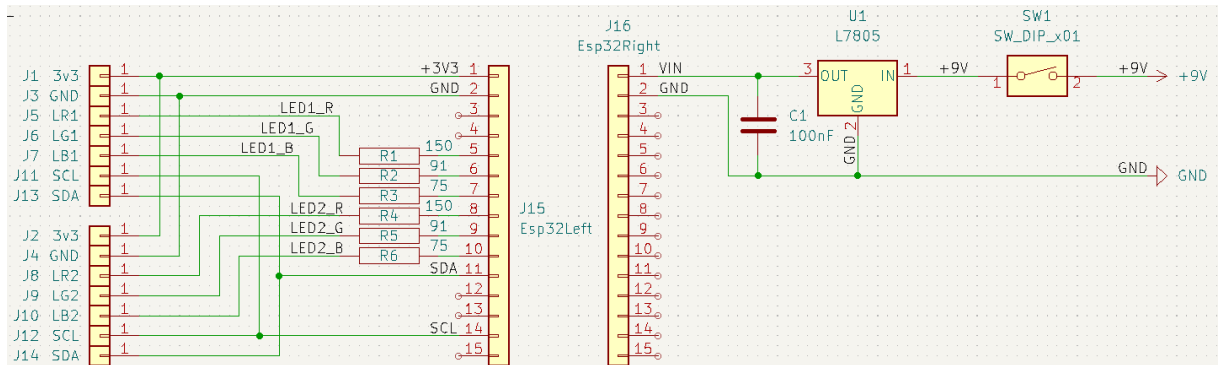 J1 3v3 1
J3 GND 1
J5 LR1 1
J6 LG1 1
J7 LB1 1
J11 SCL 1
J13 SDA 1
J2 3v3 1
J4 GND 1
J8 LR2 1
J9 LG2 1
J10 LB2 1
J12 SCL 1
J14 SDA 1
LED1_R
LED1_G
LED1_B
LED2_R
LED2_G
LED2_B
R1 150
R2 91
R3 75
R4 150
R5 91
R6 75
+3V3 1
GND 2
3
4
5
6
7
8
9
10
SDA 11
12
13
SCL 14
15
J15
Esp32Left
J16
Esp32Right
1 VIN
2 GND
3
4
5
6
7
8
9
10
11
12
13
14
15
C1
100nF
U1
L7805
3 OUT IN 1
GND
GND 2
+9V
SW1
SW_DIP_x01
1 2
+9V +9V
GND GND